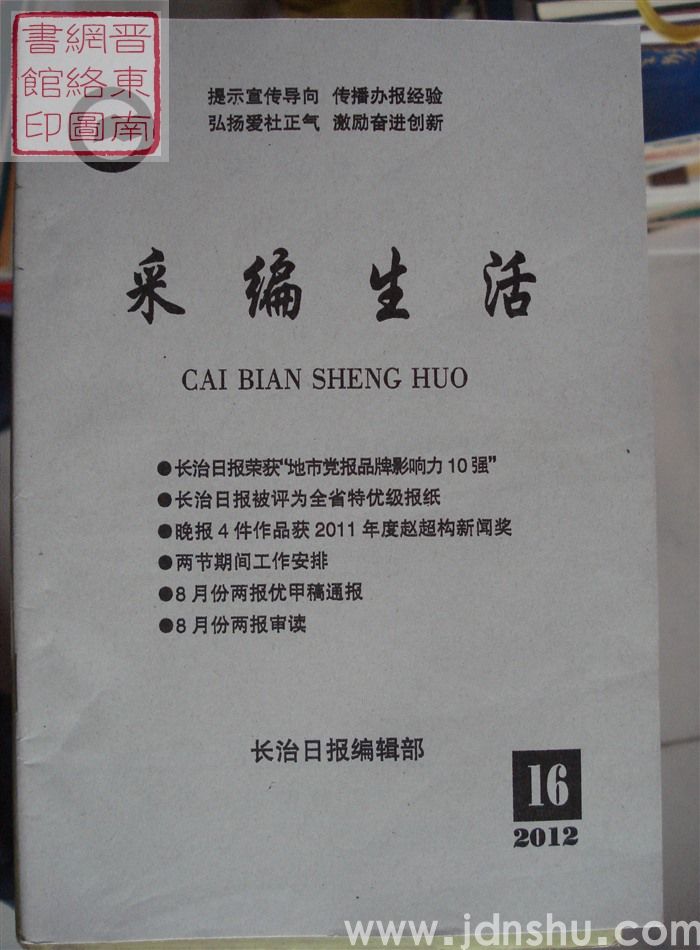 晋东南
網絡圖
書館印
提示宣传导向 传播办报经验
弘扬爱社正气 激励奋进创新
采编生活
CAI BIAN SHENG HUO
●长治日报荣获“地市党报品牌影响力10强”
●长治日报被评为全省特优级报纸
●晚报4件作品获2011年度赵超构新闻奖
●两节期间工作安排
●8月份两报优甲稿通报
●8月份两报审读
长治日报编辑部
16
2012
www.jdnshu.com